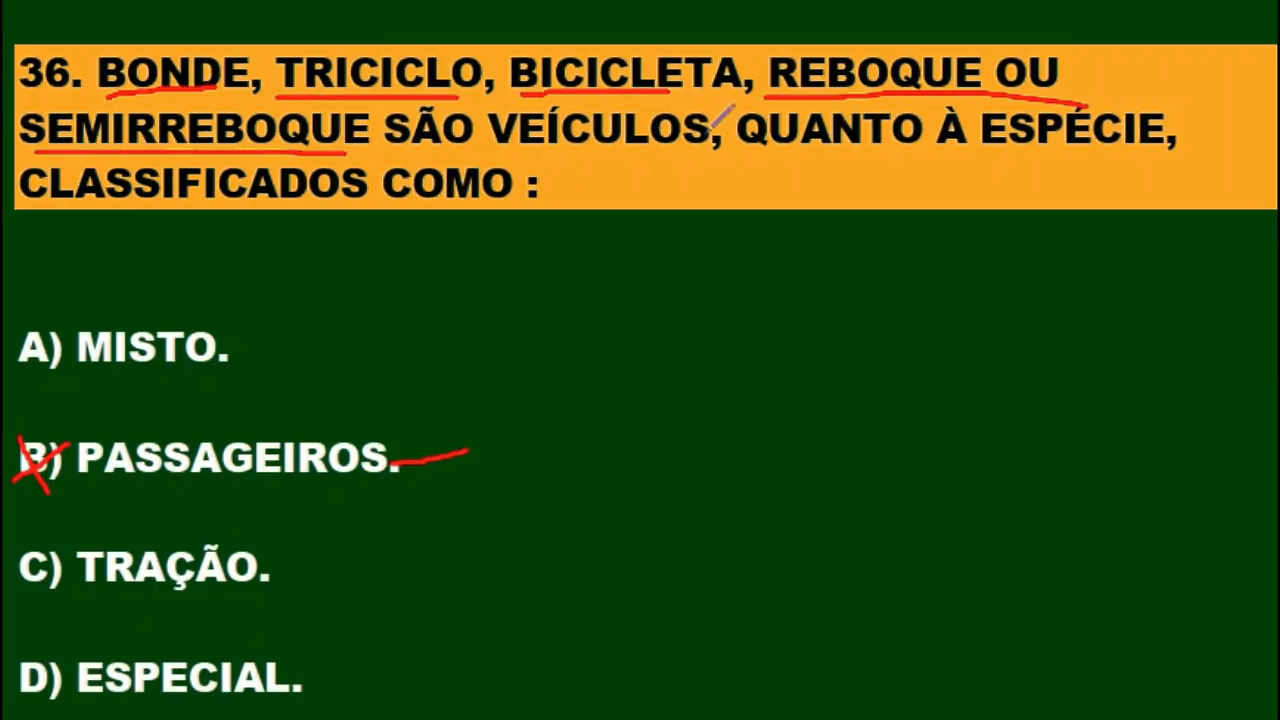 36. BONDE, TRICICLO, BICICLETA, REBOQUE OU
SEMIRREBOQUE SÃO VEÍCULOS, QUANTO À ESPÉCIE,
CLASSIFICADOS COMO :
A) MISTO.
B) PASSAGEIROS.
C) TRAÇÃO.
D) ESPECIAL.